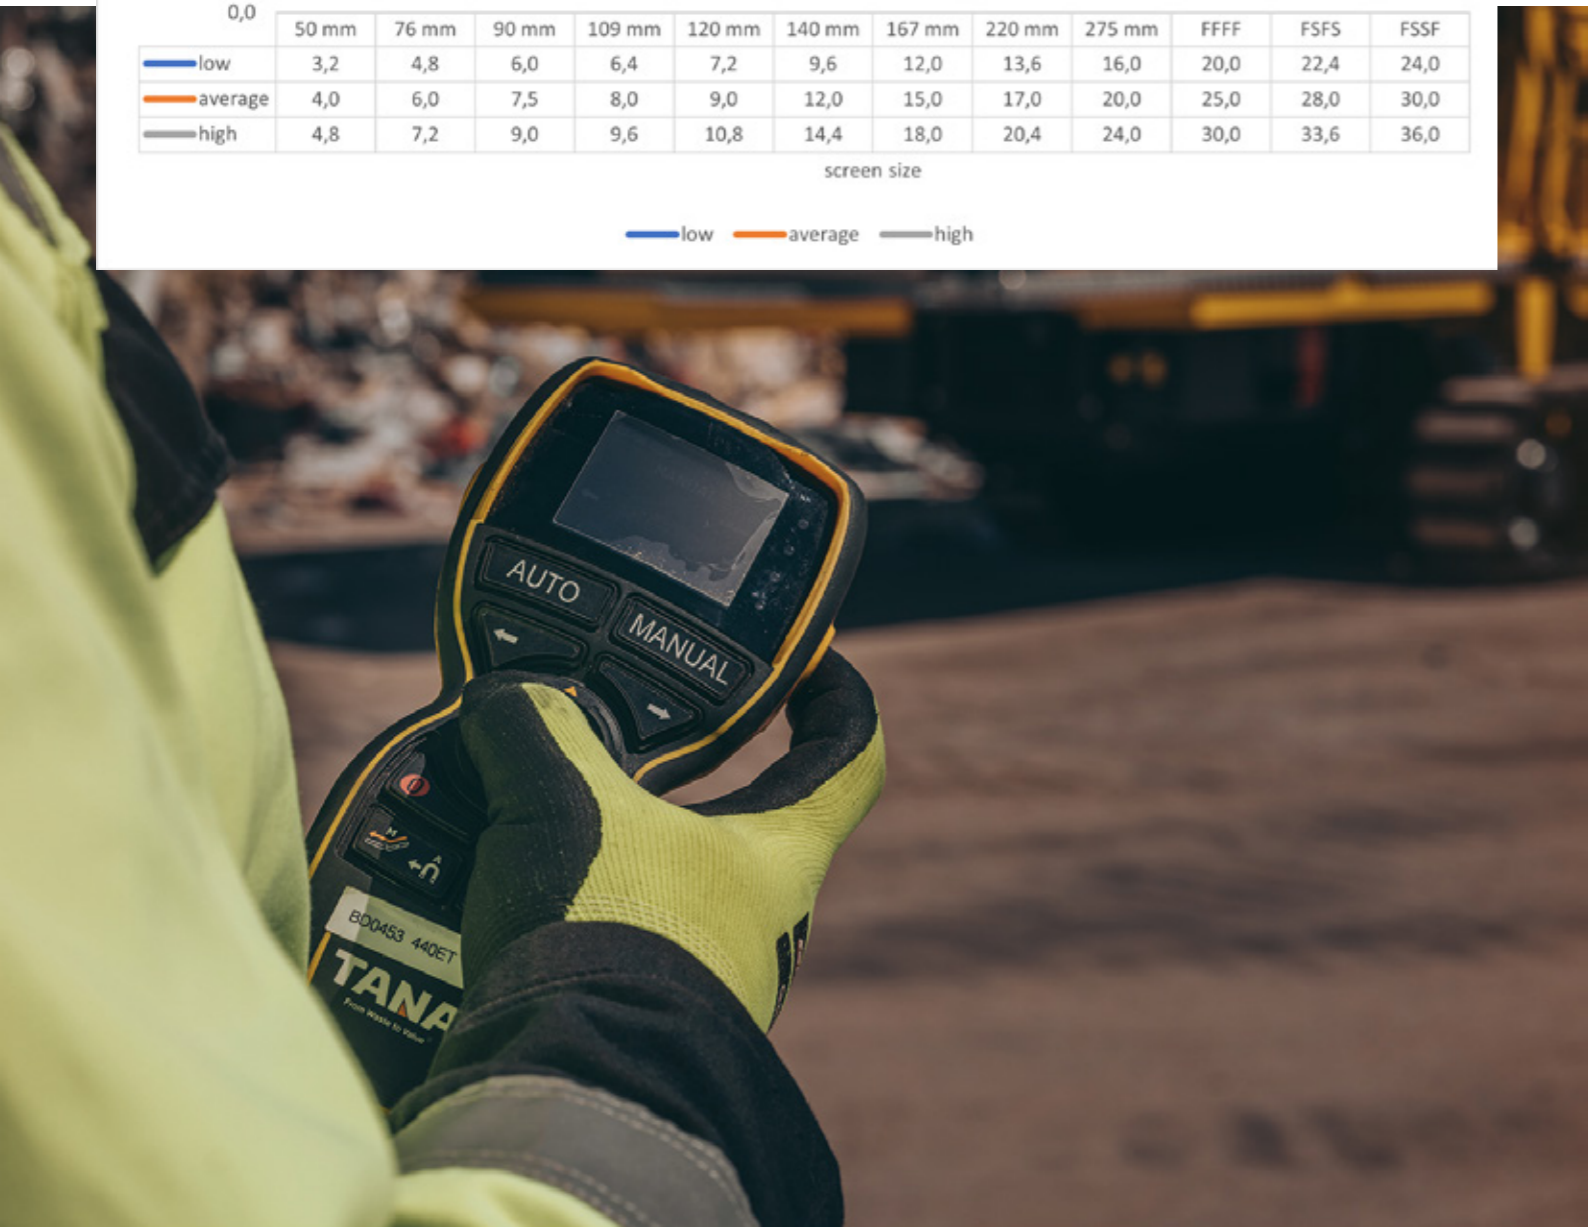 0,0
50 mm 76 mm 90 mm 109 mm 120 mm 140 mm 167 mm 220 mm 275 mm FFFF FSFS FSSF
low 3,2 4,8 6,0 6,4 7,2 9,6 12,0 13,6 16,0 20,0 22,4 24,0
average 4,0 6,0 7,5 8,0 9,0 12,0 15,0 17,0 20,0 25,0 28,0 30,0
high 4,8 7,2 9,0 9,6 10,8 14,4 18,0 20,4 24,0 30,0 33,6 36,0
screen size
low average high
AUTO
MANUAL
M
A
BD0453 440ET
TANA
From Waste to Value